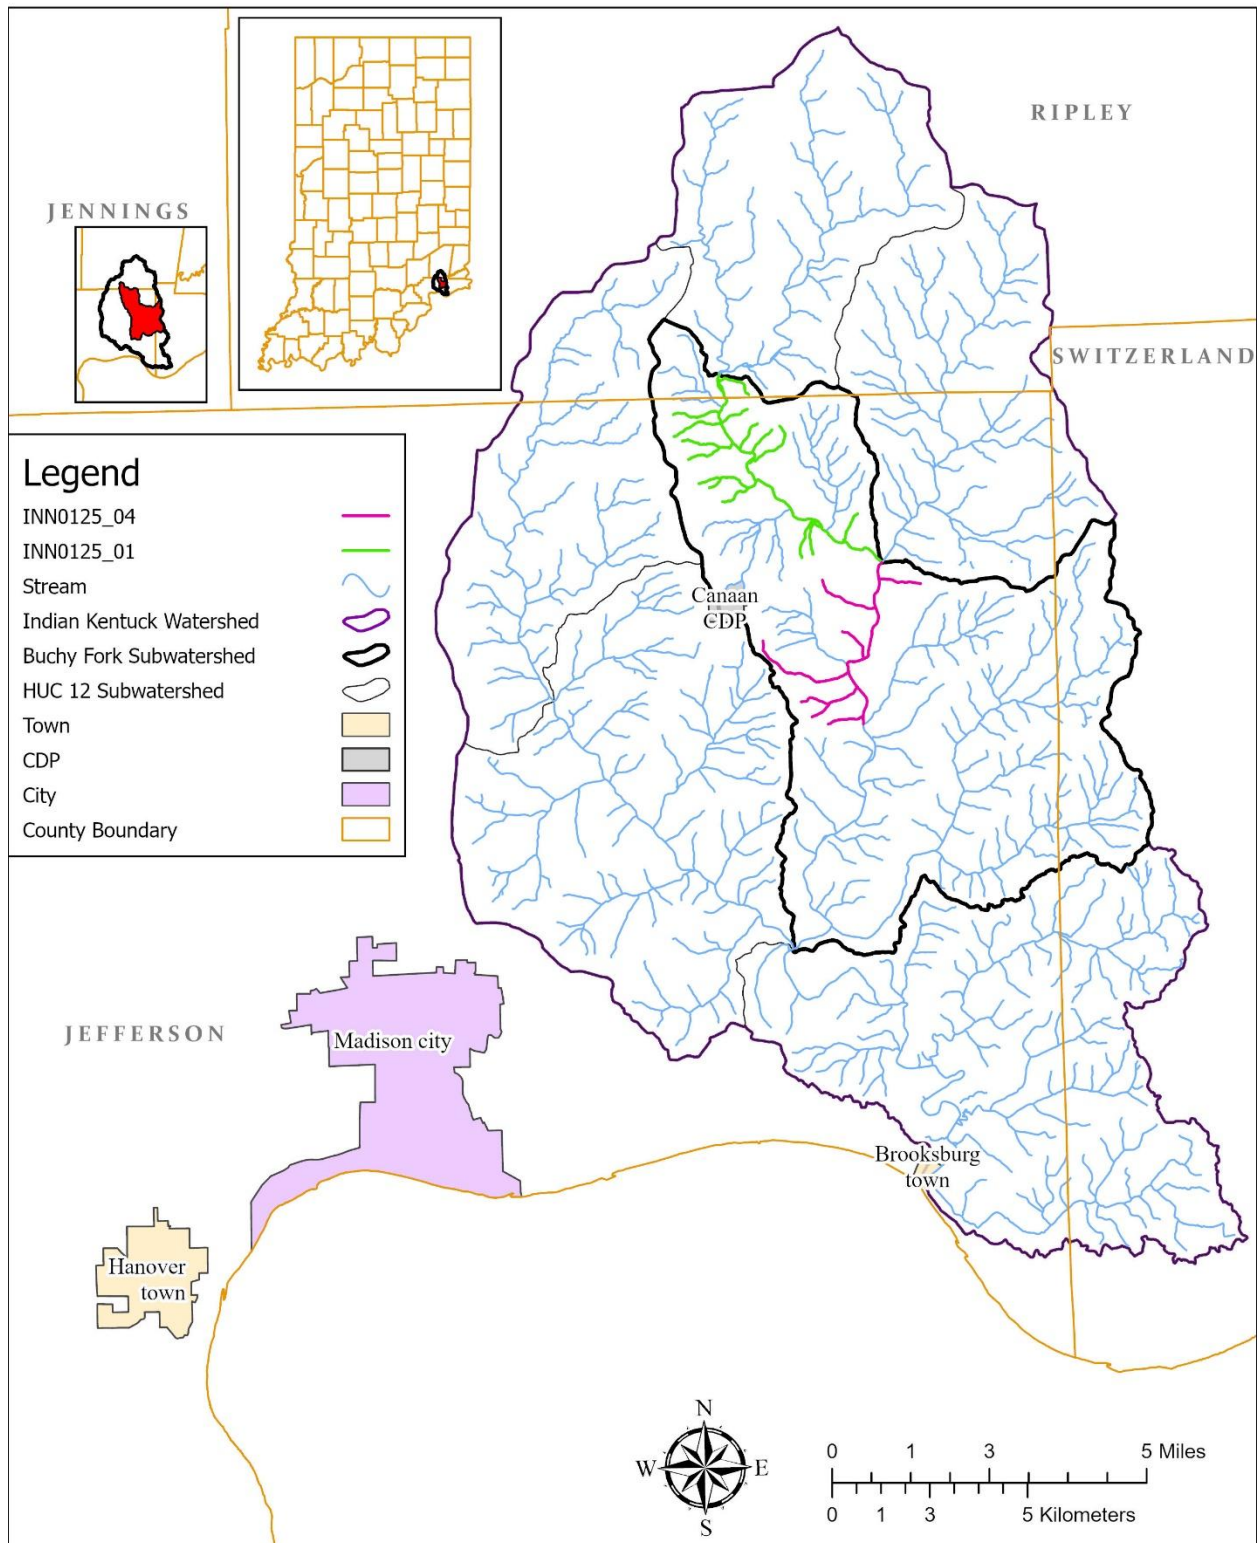 RIPLEY
JENNINGS
SWITZERLAND
Legend
INN0125_04
INN0125_01
Stream
Indian Kentuck Watershed
Buchy Fork Subwatershed
HUC 12 Subwatershed
Town
CDP
City
County Boundary
Canaan
CDP
JEFFERSON
Madison city
Brooksburg
town
Hanover
town
N
W
E
S
0 1 3 5 Miles
0 1 3 5 Kilometers